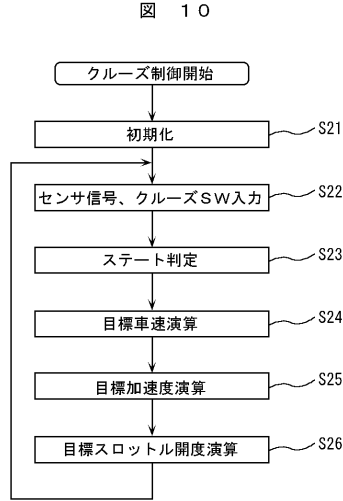 図　１０
クルーズ制御開始
初期化
S21
センサ信号、クルーズＳＷ入力
S22
ステート判定
S23
目標車速演算
S24
目標加速度演算
S25
目標スロットル開度演算
S26